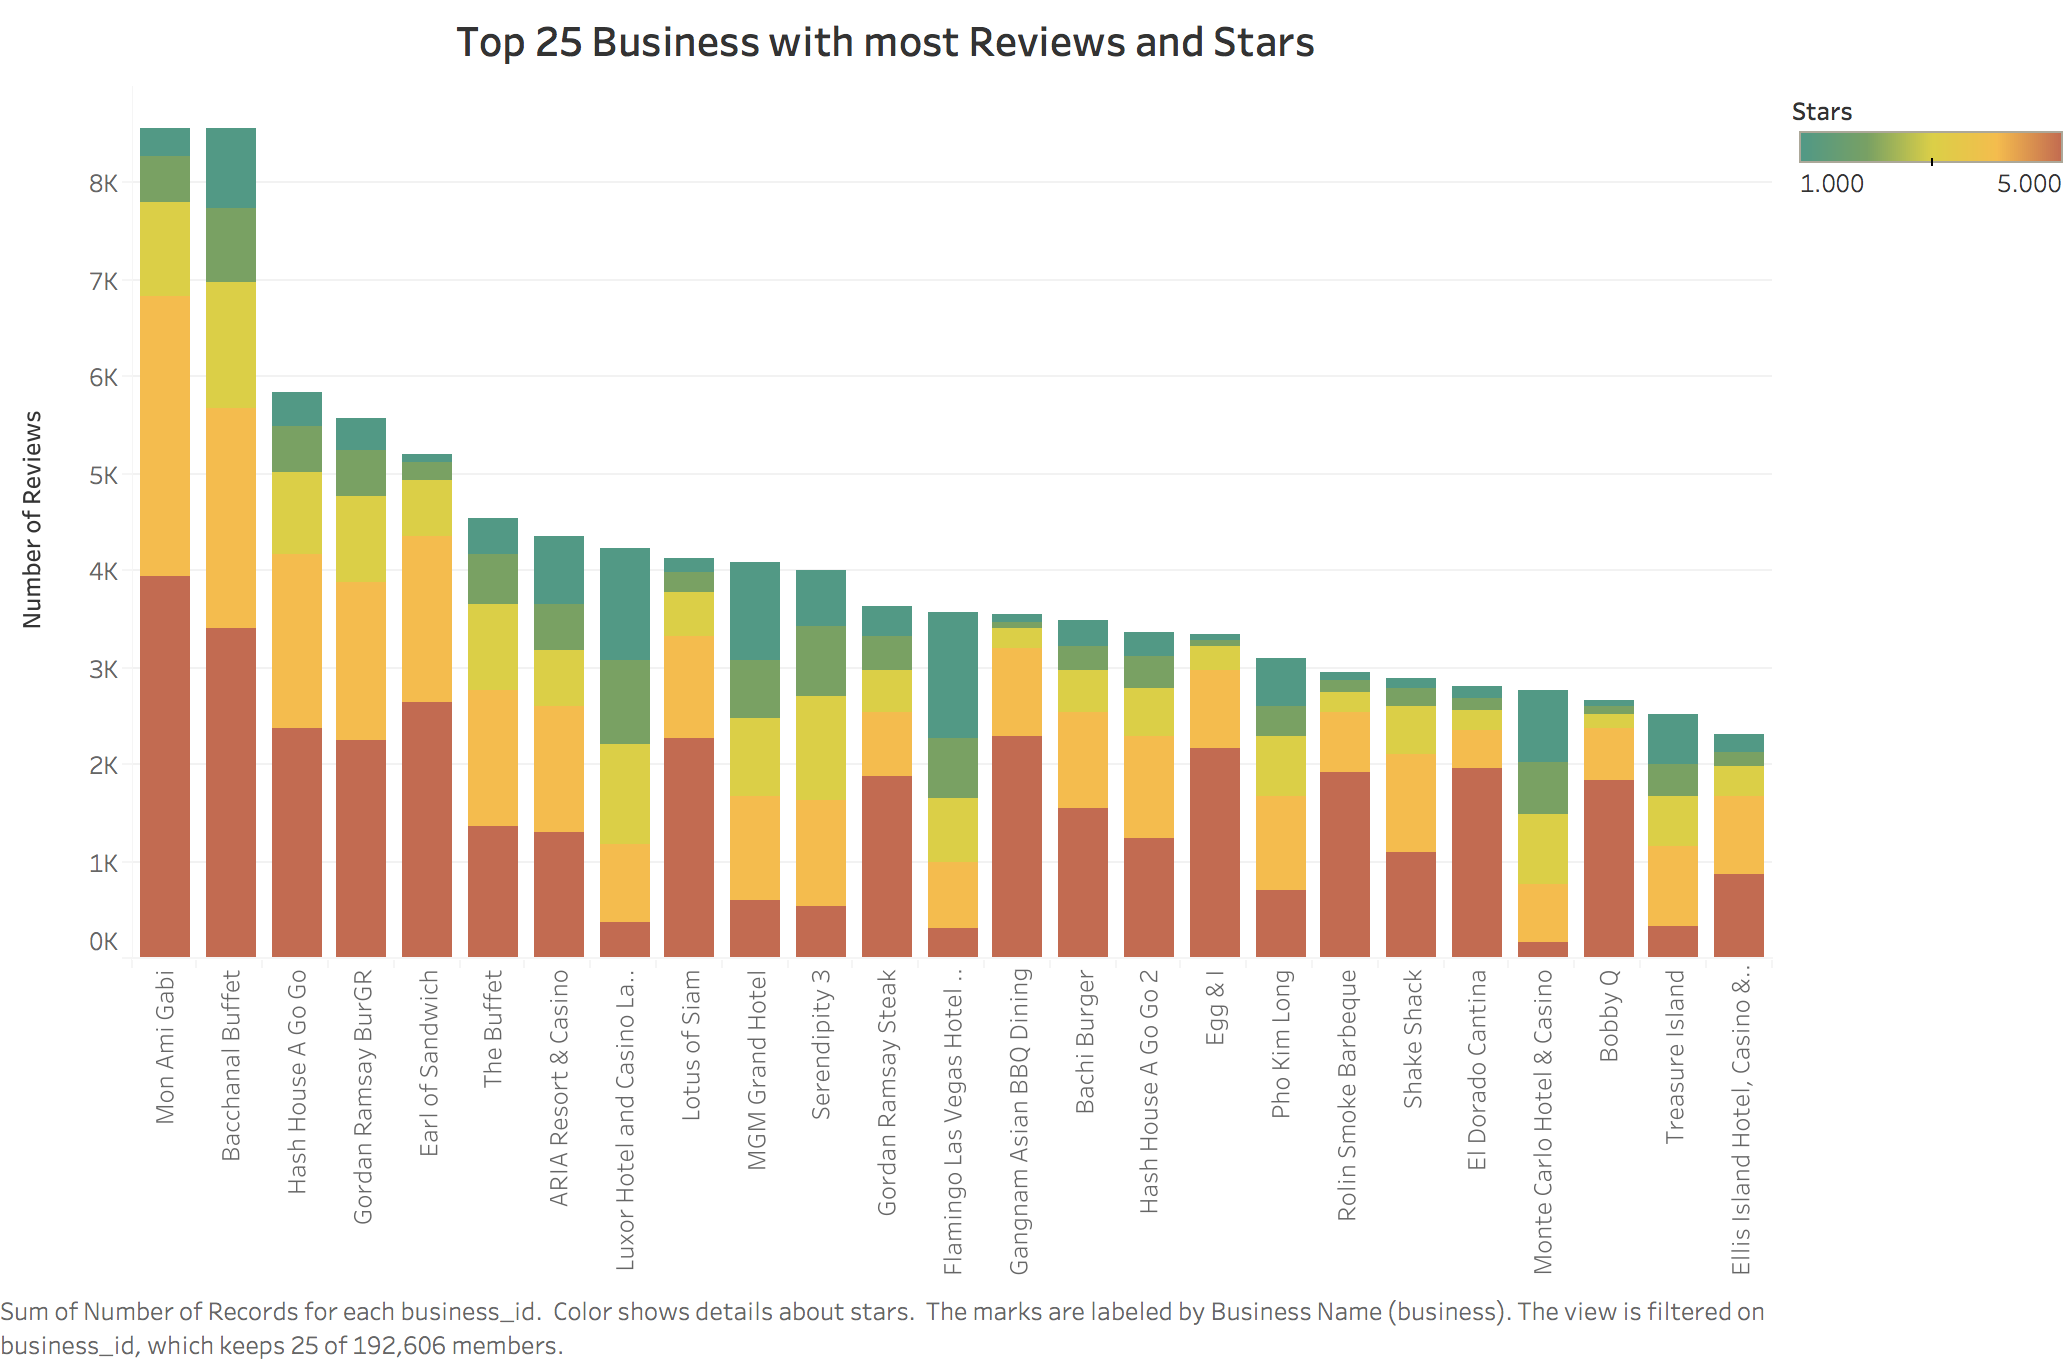 Top 25 Business with most Reviews and Stars
Stars
1.000 5.000
Number of Reviews
8K
7K
6K
5K
4K
3K
2K
1K
0K
Mon Ami Gabi
Bacchanal Buffet
Hash House A Go Go
Gordan Ramsay BurGR
Earl of Sandwich
The Buffet
ARIA Resort & Casino
Luxor Hotel and Casino La..
Lotus of Siam
MGM Grand Hotel
Serendipity 3
Gordan Ramsay Steak
Flamingo Las Vegas Hotel ..
Gangnam Asian BBQ Dining
Bachi Burger
Hash House A Go Go 2
Egg & I
Pho Kim Long
Rolin Smoke Barbeque
Shake Shack
El Dorado Cantina
Monte Carlo Hotel & Casino
Bobby Q
Treasure Island
Ellis Island Hotel, Casino &..
Sum of Number of Records for each business_id.  Color shows details about stars.  The marks are labeled by Business Name (business). The view is filtered on
business_id, which keeps 25 of 192,606 members.